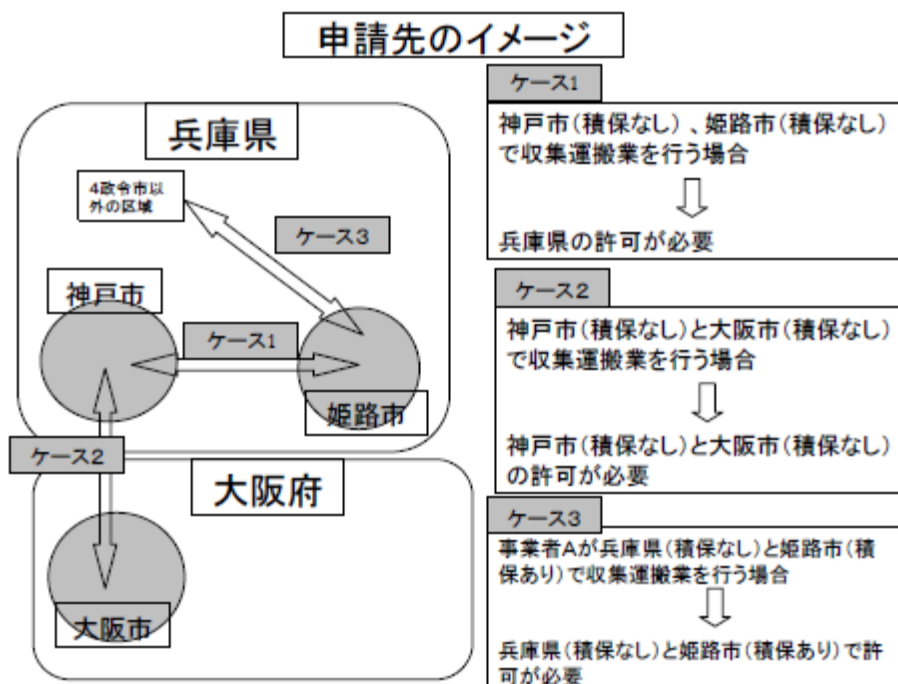 申請先のイメージ
兵庫県
4政令市以
外の区域
ケース3
神戸市
ケース1
姫路市
ケース2
大阪府
大阪市
ケース1
神戸市(積保なし)、姫路市(積保なし)
で収集運搬業を行う場合
兵庫県の許可が必要
ケース2
神戸市(積保なし)と大阪市(積保なし)
で収集運搬業を行う場合
神戸市(積保なし)と大阪市(積保なし)
の許可が必要
ケース3
事業者Aが兵庫県(積保なし)と姫路市(積
保あり)で収集運搬業を行う場合
兵庫県(積保なし)と姫路市(積保あり)で許
可が必要